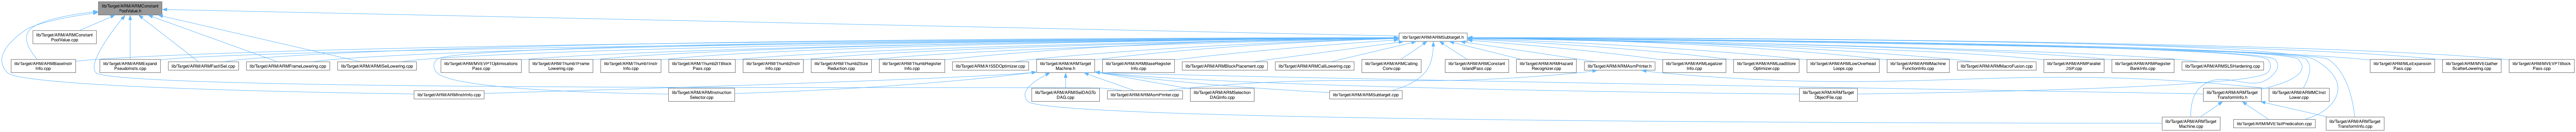 lib/Target/ARM/ARMConstant
PoolValue.h
lib/Target/ARM/ARMConstant
PoolValue.cpp
lib/Target/ARM/ARMSubtarget.h
lib/Target/ARM/ARMBaseInstr
Info.cpp
lib/Target/ARM/ARMExpand
PseudoInsts.cpp
lib/Target/ARM/ARMFastISel.cpp
lib/Target/ARM/ARMFrameLowering.cpp
lib/Target/ARM/ARMISelLowering.cpp
lib/Target/ARM/MVEVPTOptimisations
Pass.cpp
lib/Target/ARM/Thumb1Frame
Lowering.cpp
lib/Target/ARM/Thumb1Instr
Info.cpp
lib/Target/ARM/Thumb2ITBlock
Pass.cpp
lib/Target/ARM/Thumb2Instr
Info.cpp
lib/Target/ARM/Thumb2Size
Reduction.cpp
lib/Target/ARM/ThumbRegister
Info.cpp
lib/Target/ARM/A15SDOptimizer.cpp
lib/Target/ARM/ARMTarget
Machine.h
lib/Target/ARM/ARMBaseRegister
Info.cpp
lib/Target/ARM/ARMBlockPlacement.cpp
lib/Target/ARM/ARMCallLowering.cpp
lib/Target/ARM/ARMCalling
Conv.cpp
lib/Target/ARM/ARMConstant
IslandPass.cpp
lib/Target/ARM/ARMHazard
Recognizer.cpp
lib/Target/ARM/ARMAsmPrinter.h
lib/Target/ARM/ARMLegalizer
Info.cpp
lib/Target/ARM/ARMLoadStore
Optimizer.cpp
lib/Target/ARM/ARMLowOverhead
Loops.cpp
lib/Target/ARM/ARMMachine
FunctionInfo.cpp
lib/Target/ARM/ARMMacroFusion.cpp
lib/Target/ARM/ARMParallel
DSP.cpp
lib/Target/ARM/ARMRegister
BankInfo.cpp
lib/Target/ARM/ARMSLSHardening.cpp
lib/Target/ARM/MLxExpansion
Pass.cpp
lib/Target/ARM/MVEGather
ScatterLowering.cpp
lib/Target/ARM/MVEVPTBlock
Pass.cpp
lib/Target/ARM/ARMInstrInfo.cpp
lib/Target/ARM/ARMInstruction
Selector.cpp
lib/Target/ARM/ARMISelDAGTo
DAG.cpp
lib/Target/ARM/ARMAsmPrinter.cpp
lib/Target/ARM/ARMSelection
DAGInfo.cpp
lib/Target/ARM/ARMSubtarget.cpp
lib/Target/ARM/ARMTarget
ObjectFile.cpp
lib/Target/ARM/ARMTarget
TransformInfo.h
lib/Target/ARM/ARMMCInst
Lower.cpp
lib/Target/ARM/ARMTarget
Machine.cpp
lib/Target/ARM/MVETailPredication.cpp
lib/Target/ARM/ARMTarget
TransformInfo.cpp